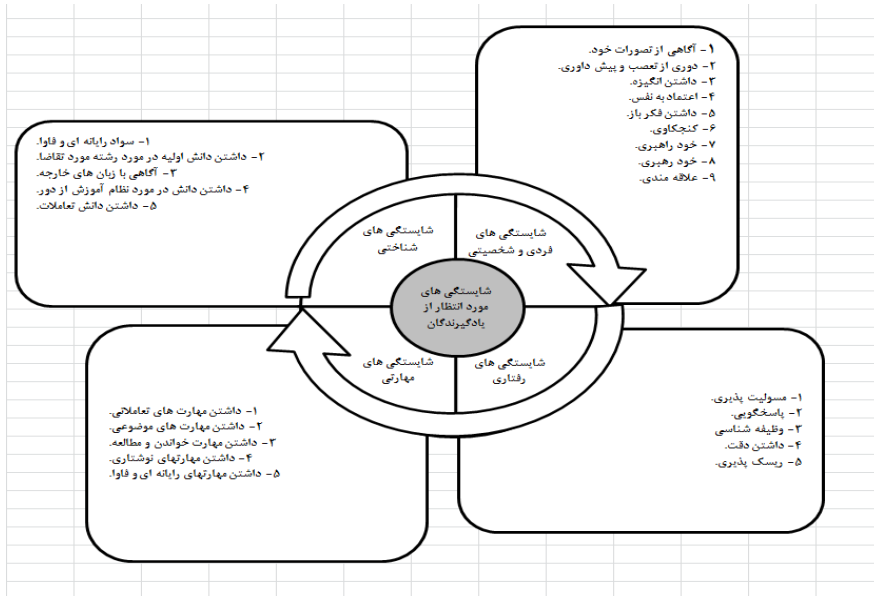 ۱- آگاهی از تصورات خود.
۲- دوری از تعصب و پیش داوری.
۳- داشتن انگیزه.
۴- اعتماد به نفس.
۵- داشتن فکر باز.
۶- کنجکاوی.
۷- خود راهبری.
۸- خود رهبری.
۹- علاقه مندی.
۱- سواد رایانه ای و فاوا.
۲- داشتن دانش اولیه در مورد رشته مورد تقاضا.
۳- آگاهی با زبان های خارجه.
۴- داشتن دانش در مورد نظام آموزش از دور.
۵- داشتن دانش تعاملات.
شایستگی های
فردی و شخصیتی
شایستگی های
شناختی
شایستگی های
مورد انتظار از
یادگیرندگان
شایستگی های
رفتاری
شایستگی های
مهارتی
۱- مسولیت پذیری.
۲- پاسخگویی.
۳- وظیفه شناسی
۴- داشتن دقت.
۵- ریسک پذیری.
۱- داشتن مهارت های تعاملاتی.
۲- داشتن مهارت های موضوعی.
۳- داشتن مهارت خواندن و مطالعه.
۴- داشتن مهارتهای نوشتاری.
۵- داشتن مهارتهای رایانه ای و فاوا.